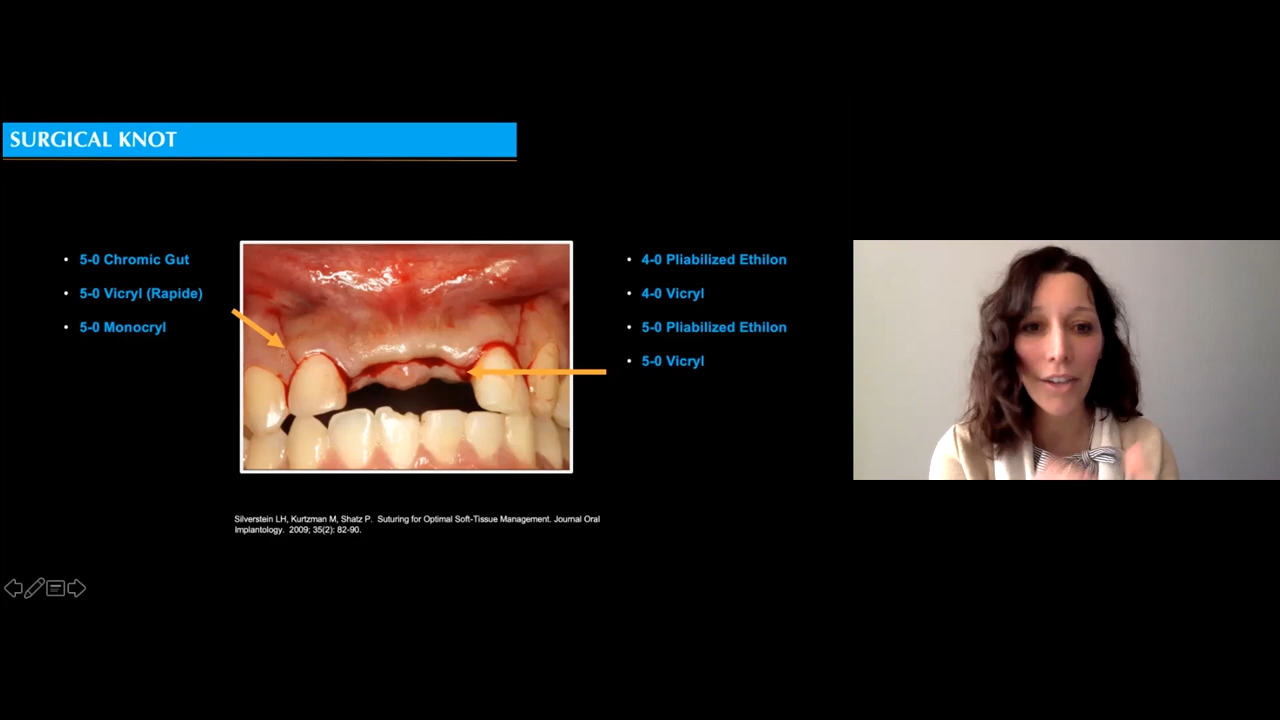 SURGICAL KNOT
• 5-0 Chromic Gut
• 5-0 Vicryl (Rapide)
• 5-0 Monocryl
• 4-0 Pliabilized Ethilon
• 4-0 Vicryl
• 5-0 Pliabilized Ethilon
• 5-0 Vicryl
Silverstein LH, Kurtzman M, Shatz P.  Suturing for Optimal Soft-Tissue Management. Journal Oral
Implantology.  2009; 35(2): 82-90.